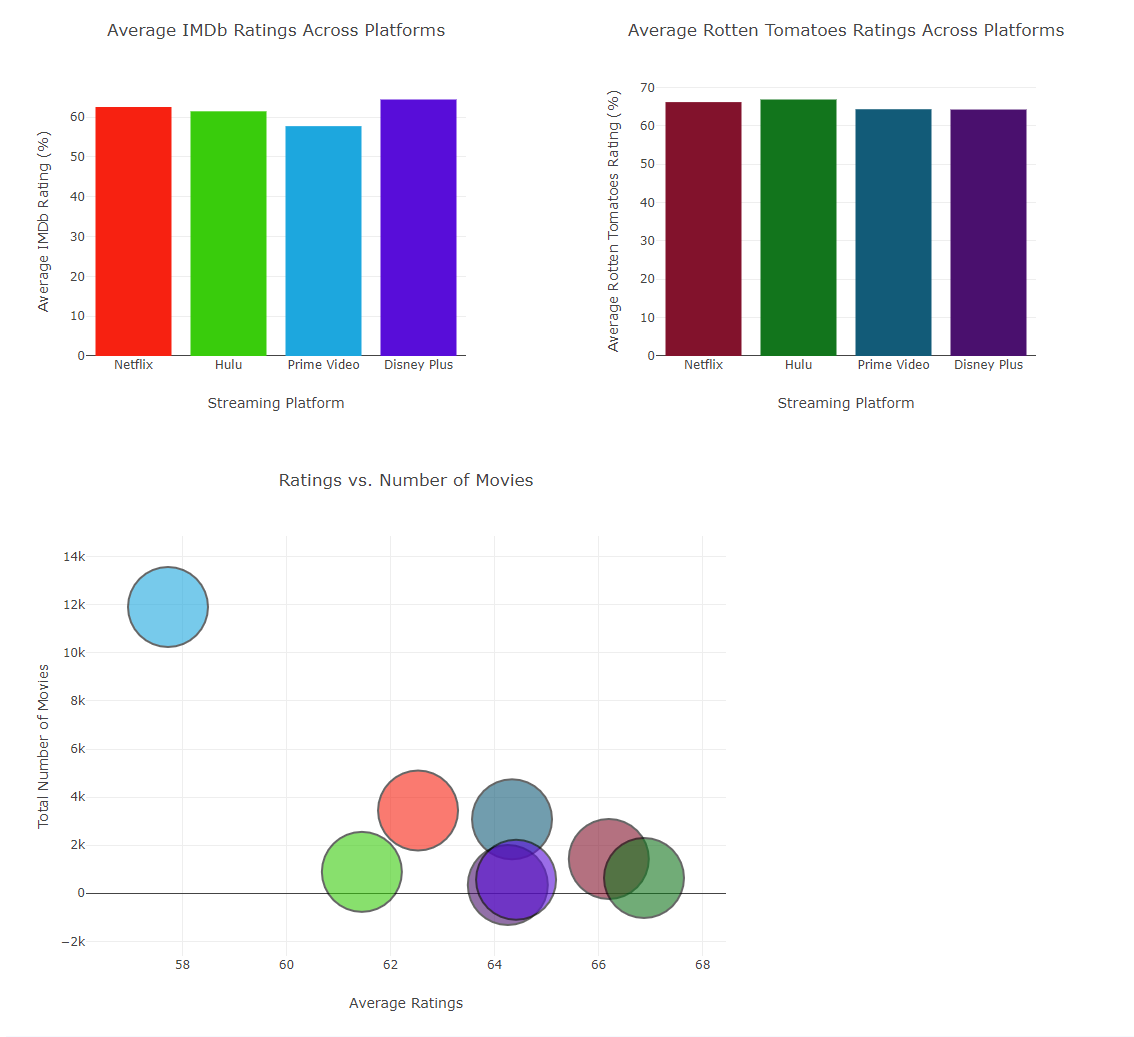 Average IMDb Ratings Across Platforms
Average IMDb Rating (%)
60
50
40
30
20
10
0
Netflix Hulu Prime Video Disney Plus
Streaming Platform
Average Rotten Tomatoes Ratings Across Platforms
Average Rotten Tomatoes Rating (%)
70
60
50
40
30
20
10
0
Netflix Hulu Prime Video Disney Plus
Streaming Platform
Ratings vs. Number of Movies
Total Number of Movies
14k
12k
10k
8k
6k
4k
2k
0
−2k
58 60 62 64 66 68
Average Ratings